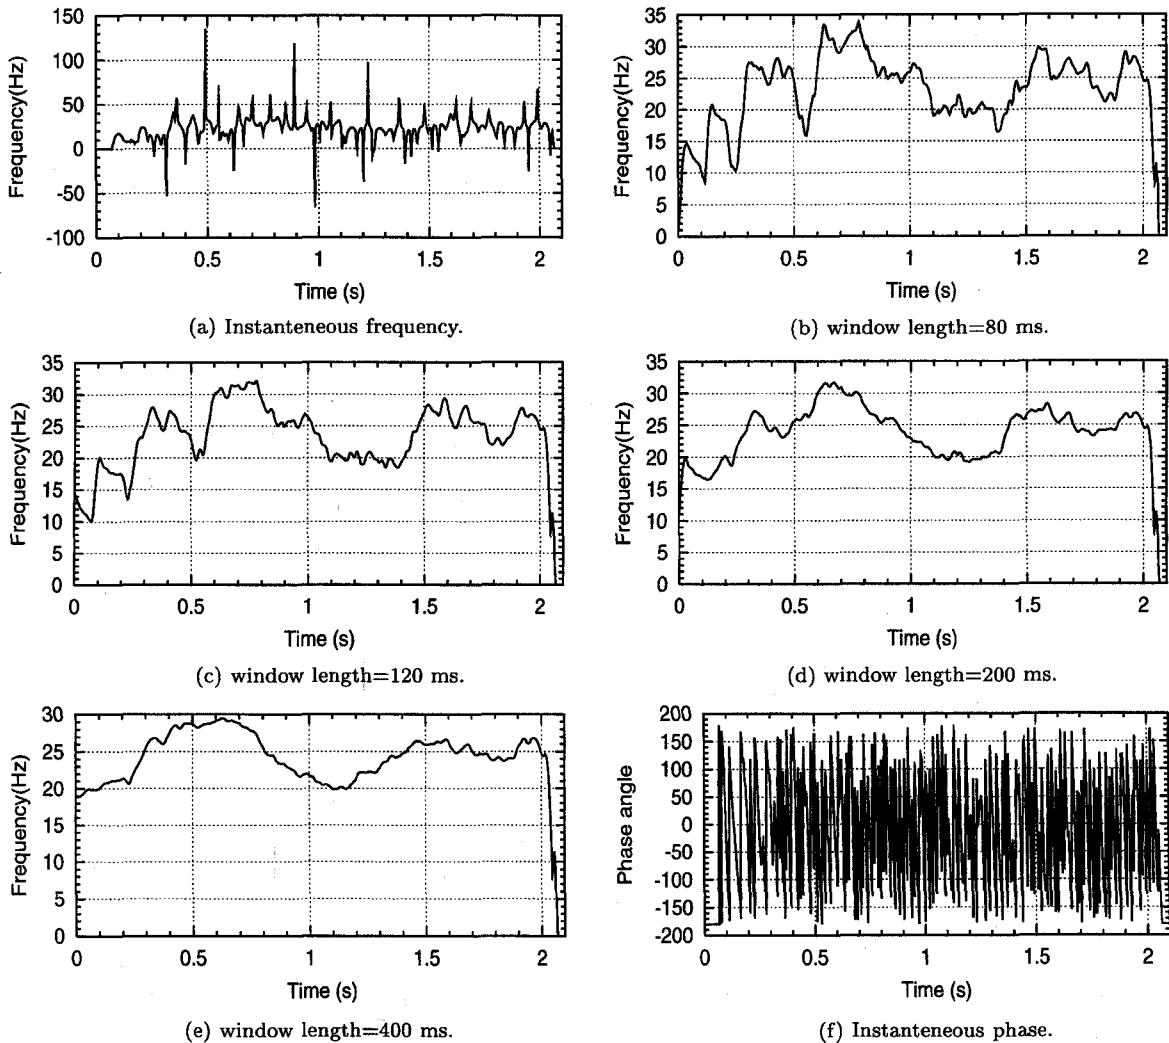 150
100
50
0
-50
-100
Frequency(Hz)
0 0.5 1 1.5 2
Time (s)
(a) Instanteneous frequency.
35
30
25
20
15
10
5
0
Frequency(Hz)
0 0.5 1 1.5 2
Time (s)
(b) window length=80 ms.
35
30
25
20
15
10
5
0
Frequency(Hz)
0 0.5 1 1.5 2
Time (s)
(c) window length=120 ms.
35
30
25
20
15
10
5
0
Frequency(Hz)
0 0.5 1 1.5 2
Time (s)
(d) window length=200 ms.
30
25
20
15
10
5
0
Frequency(Hz)
0 0.5 1 1.5 2
Time (s)
(e) window length=400 ms.
200
150
100
50
0
-50
-100
-150
-200
Phase angle
0 0.5 1 1.5 2
Time (s)
(f) Instanteneous phase.